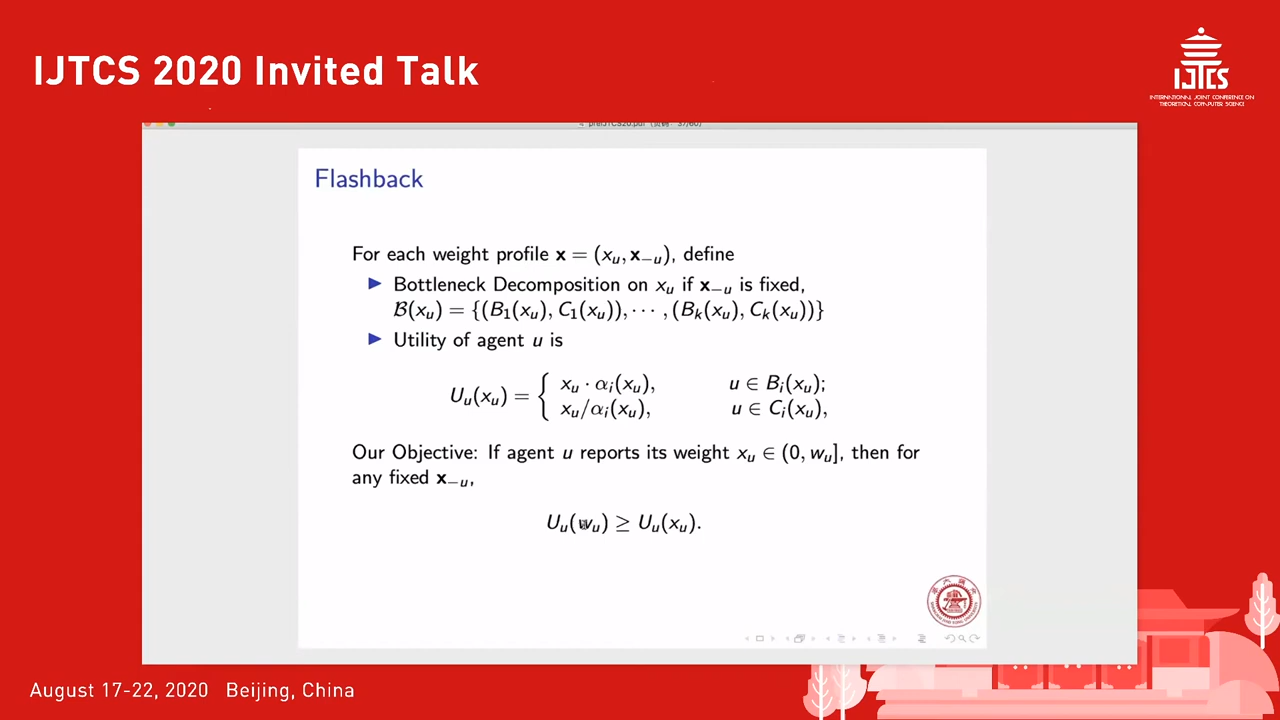 IJTCS 2020 Invited Talk
IJTCS
INTERNATIONAL JOINT CONFERENCE ON
THEORETICAL COMPUTER SCIENCE
Flashback
For each weight profile x = (x_u, x_{−u}), define
▶ Bottleneck Decomposition on x_u if x_{−u} is fixed,
B(x_u) = {(B_1(x_u), C_1(x_u)), ··· , (B_k(x_u), C_k(x_u))}
▶ Utility of agent u is
U_u(x_u) = { x_u · α_i(x_u), u ∈ B_i(x_u);
x_u/α_i(x_u), u ∈ C_i(x_u),
Our Objective: If agent u reports its weight x_u ∈ (0, w_u], then for
any fixed x_{−u},
U_u(w_u) ≥ U_u(x_u).
August 17-22, 2020 Beijing, China